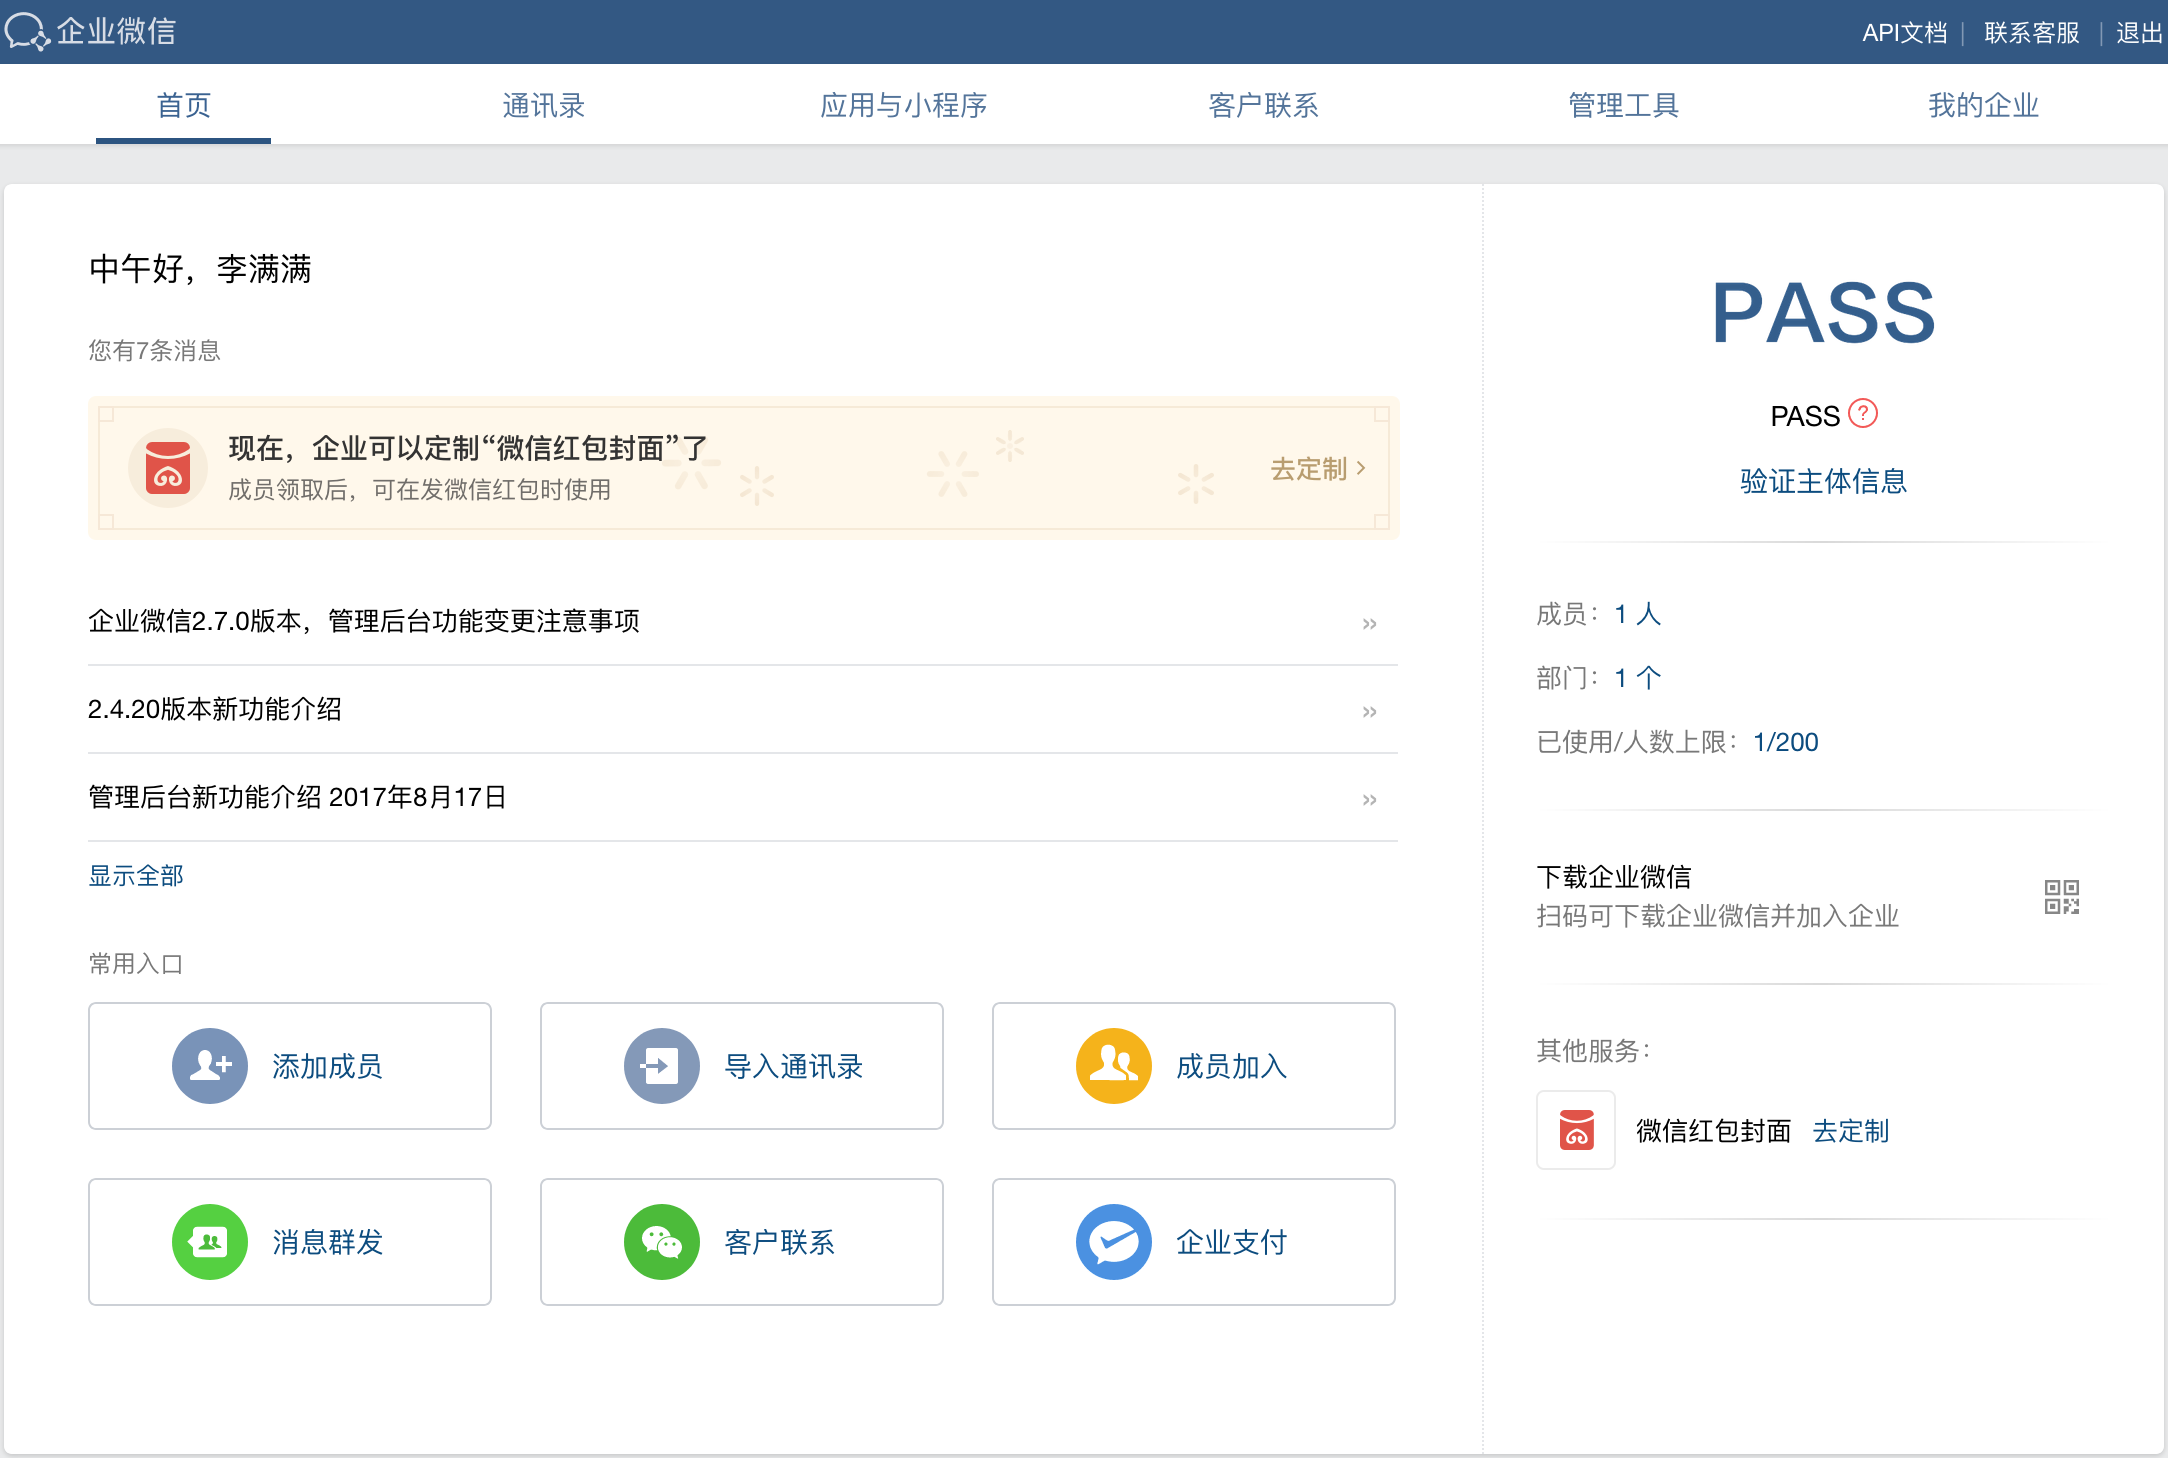 企业微信
API文档 | 联系客服 | 退出
首页 通讯录 应用与小程序 客户联系 管理工具 我的企业
中午好，李满满
您有7条消息
现在，企业可以定制“微信红包封面”了
成员领取后，可在发微信红包时使用
去定制
企业微信2.7.0版本，管理后台功能变更注意事项
2.4.20版本新功能介绍
管理后台新功能介绍 2017年8月17日
显示全部
常用入口
添加成员
导入通讯录
成员加入
消息群发
客户联系
企业支付
PASS
PASS ?
验证主体信息
成员：1 人
部门：1 个
已使用/人数上限：1/200
下载企业微信
扫码可下载企业微信并加入企业
其他服务：
微信红包封面 去定制